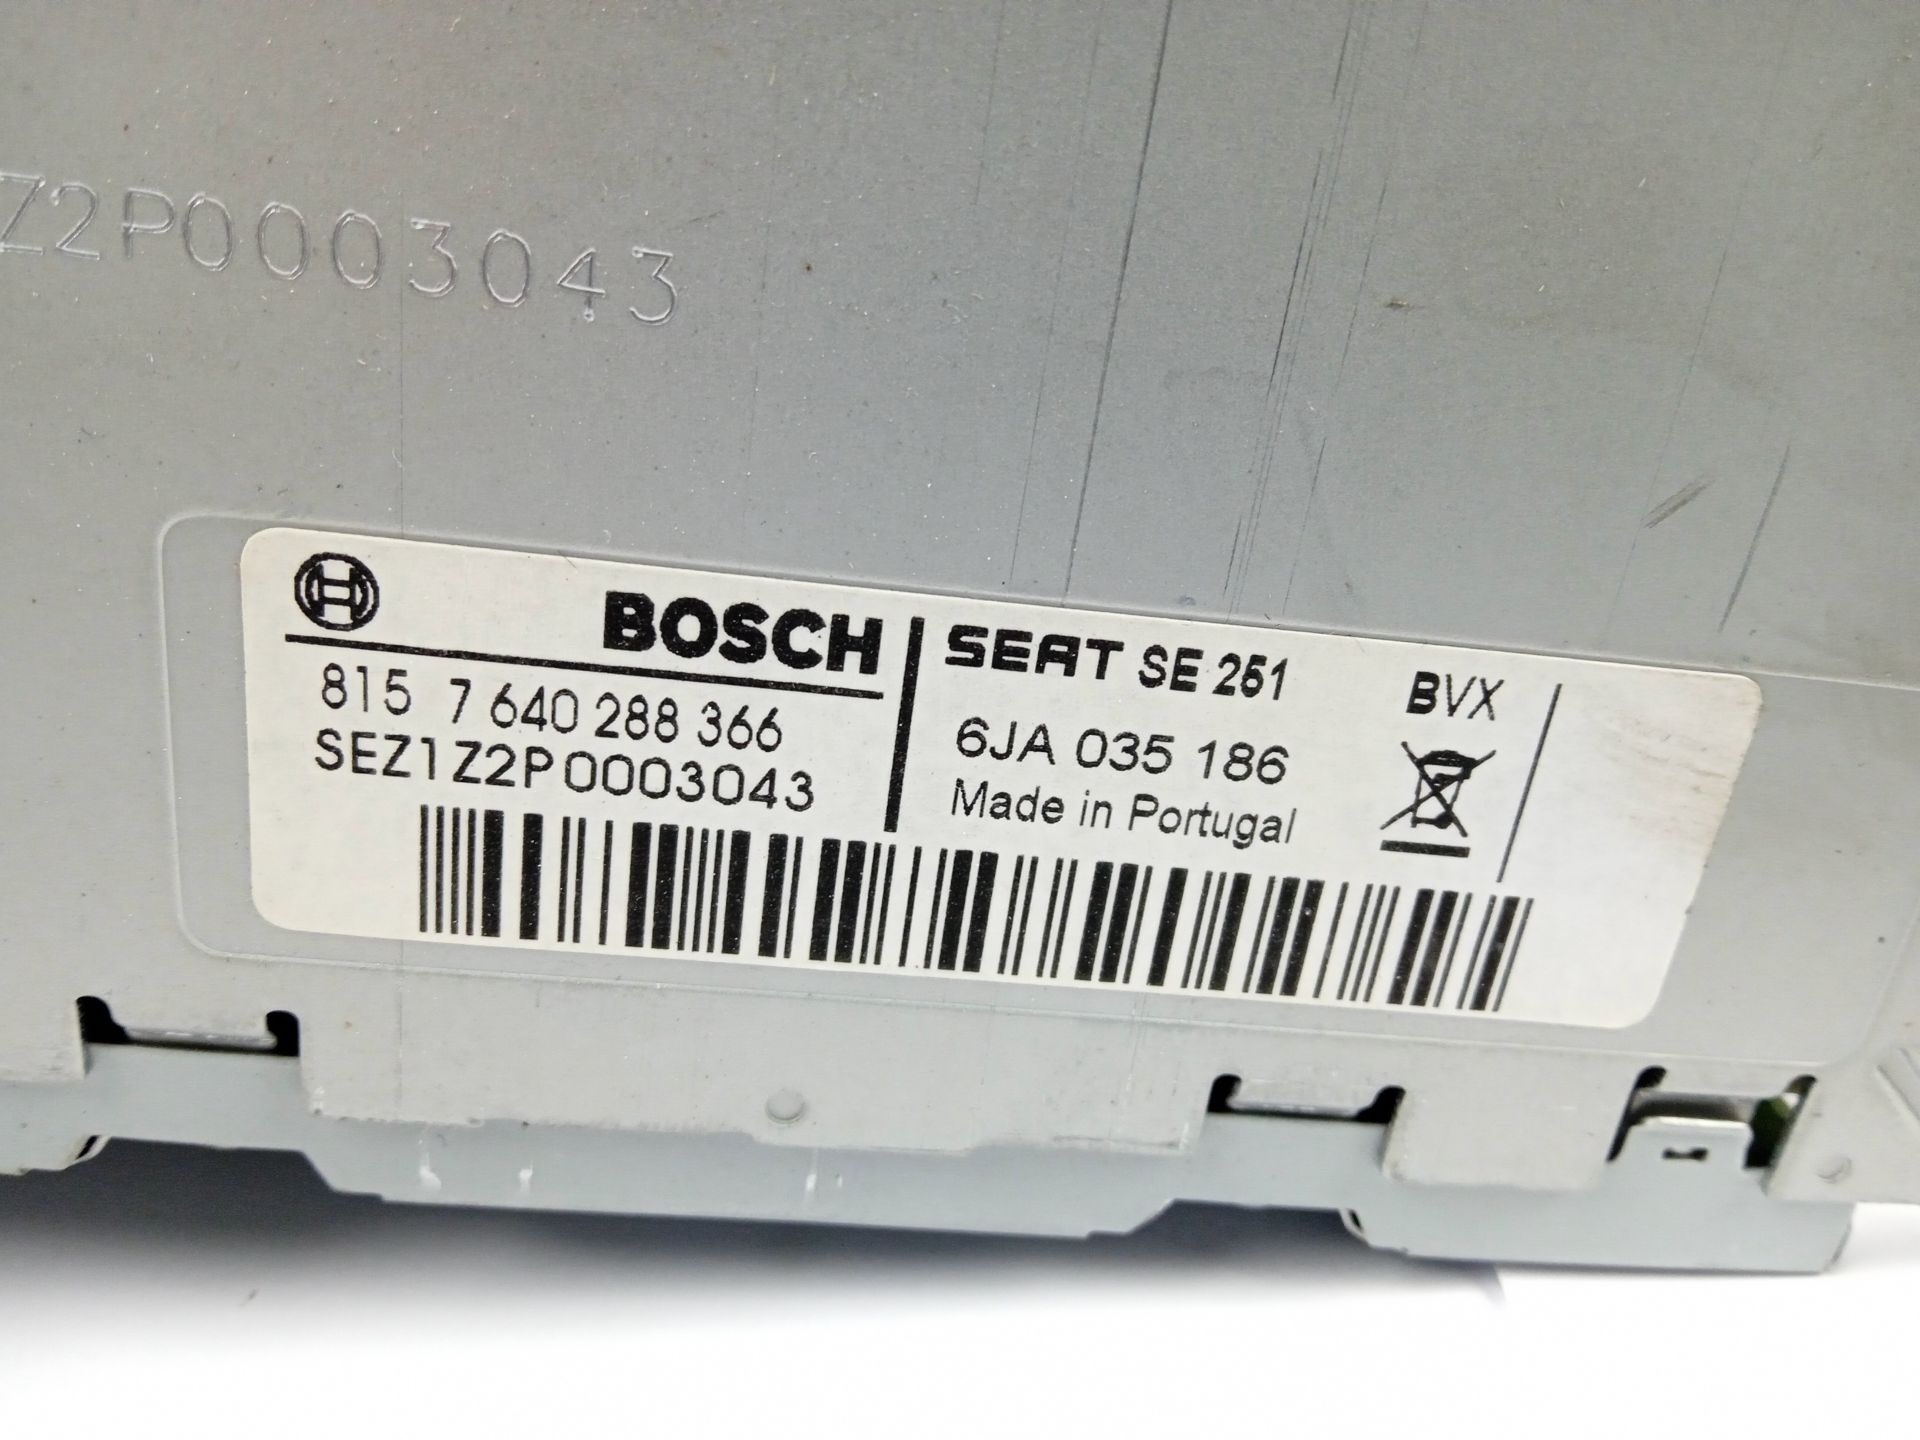 Z2P0003043
BOSCH
815 7 640 288 366
SEZ1Z2P0003043
SEAT SE 251
6JA 035 186
Made in Portugal
BVX